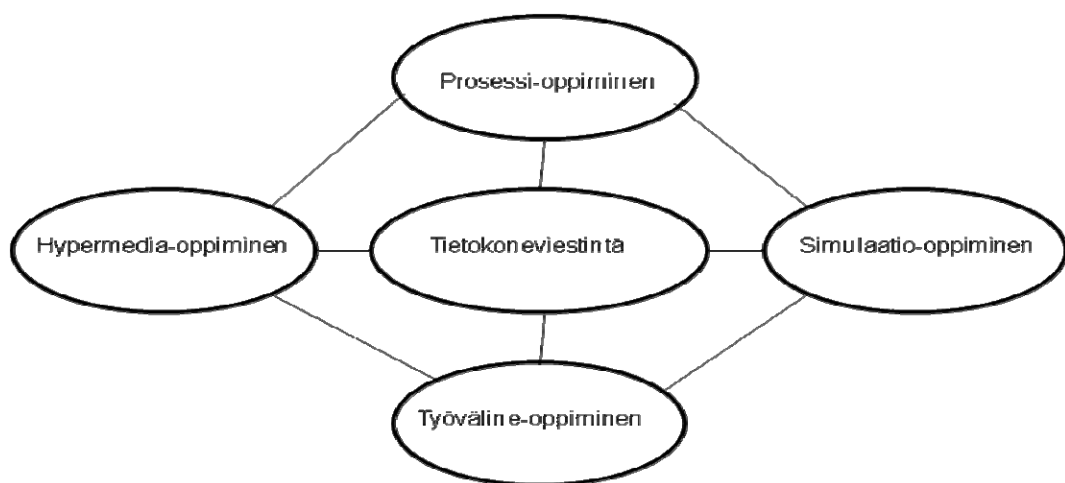 Prosessi-oppiminen
Hypermedia-oppiminen
Tietokoneviestintä
Simulaatio-oppiminen
Työväline-oppiminen